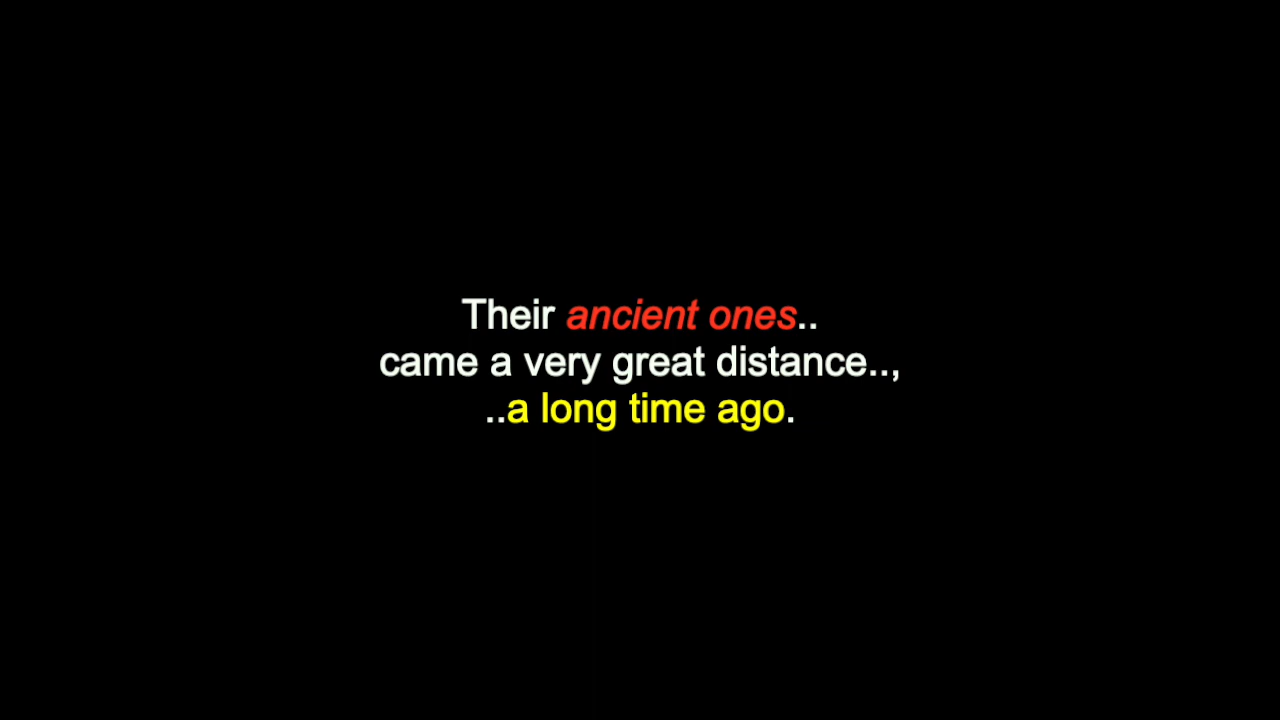 Their ancient ones..
came a very great distance..,
..a long time ago.